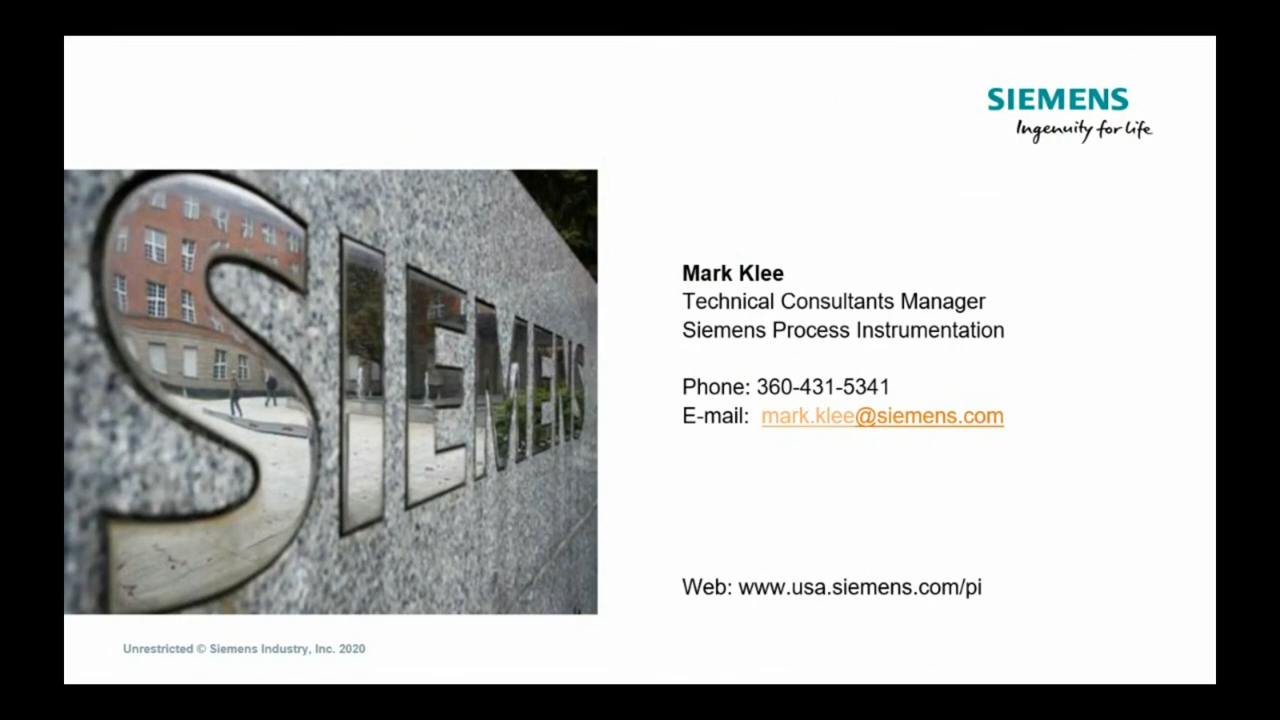 SIEMENS
Ingenuity for life
SIEMENS
Mark Klee
Technical Consultants Manager
Siemens Process Instrumentation
Phone: 360-431-5341
E-mail: mark.klee@siemens.com
Web: www.usa.siemens.com/pi
Unrestricted © Siemens Industry, Inc. 2020